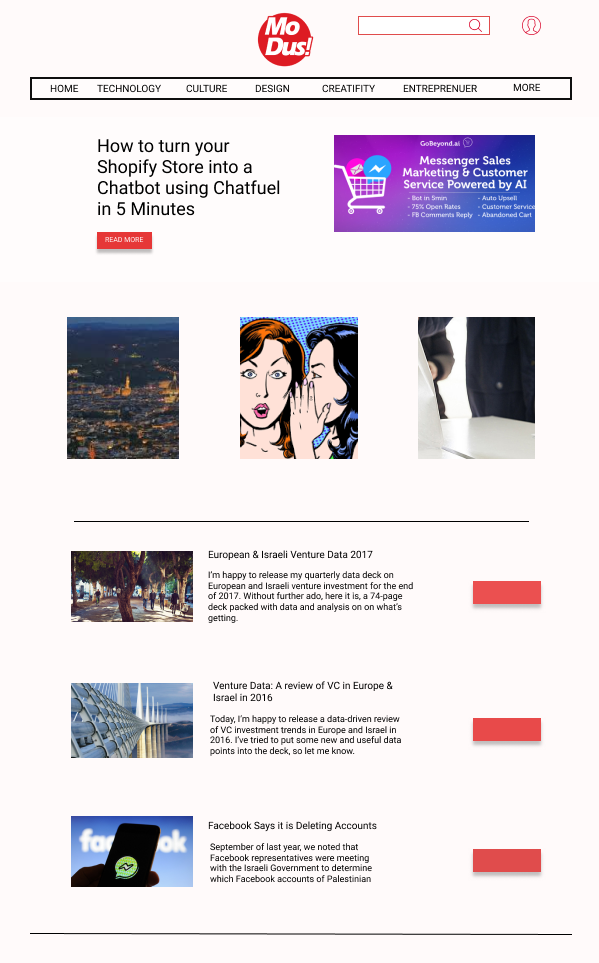 Mo
Dus!
HOME TECHNOLOGY CULTURE DESIGN CREATIFITY ENTREPRENUER MORE
How to turn your
Shopify Store into a
Chatbot using Chatfuel
in 5 Minutes
READ MORE
GoBeyond.ai
Messenger Sales
Marketing & Customer
Service Powered by AI
- Bot in 5min - Auto Upsell
- 75% Open Rates - Customer Service
- FB Comments Reply - Abandoned Cart
European & Israeli Venture Data 2017
I'm happy to release my quarterly data deck on
European and Israeli venture investment for the end
of 2017. Without further ado, here it is, a 74-page
deck packed with data and analysis on on what's
getting.
Venture Data: A review of VC in Europe &
Israel in 2016
Today, I'm happy to release a data-driven review
of VC investment trends in Europe and Israel in
2016. I've tried to put some new and useful data
points into the deck, so let me know.
Facebook Says it is Deleting Accounts
September of last year, we noted that
Facebook representatives were meeting
with the Israeli Government to determine
which Facebook accounts of Palestinian